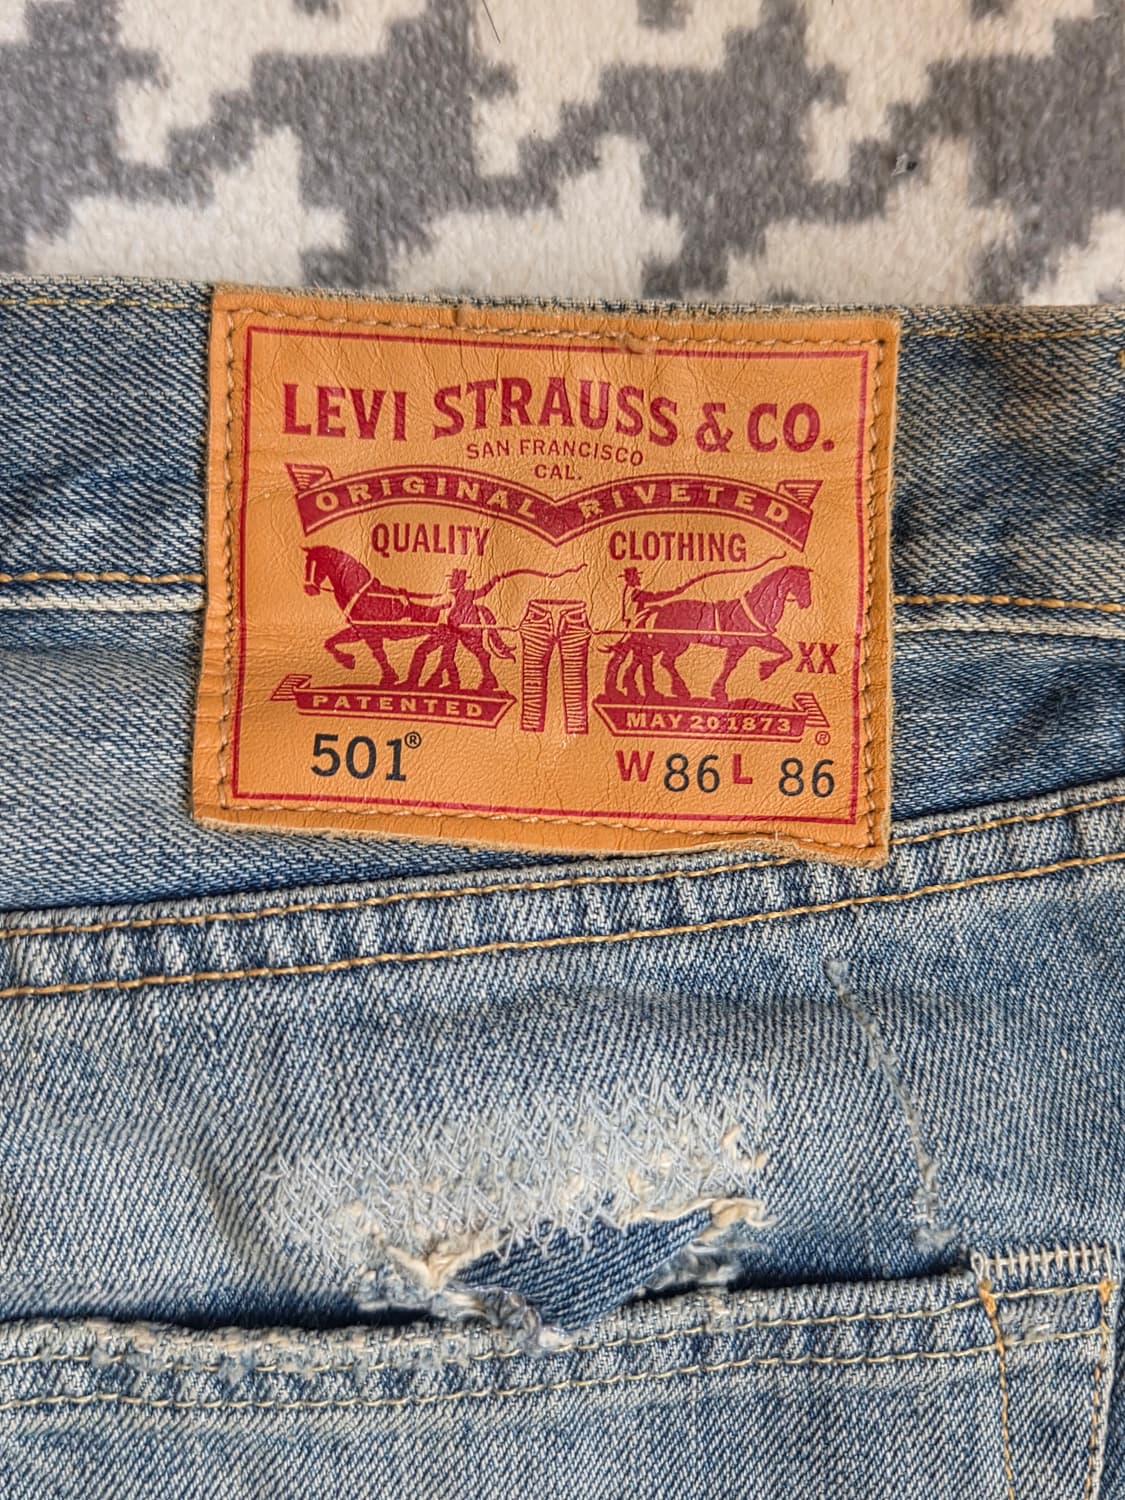 LEVI STRAUSS & CO.
SAN FRANCISCO
CAL.
ORIGINAL RIVETED
QUALITY CLOTHING
XX
PATENTED MAY 20 1873 ®
501® W 86 L 86